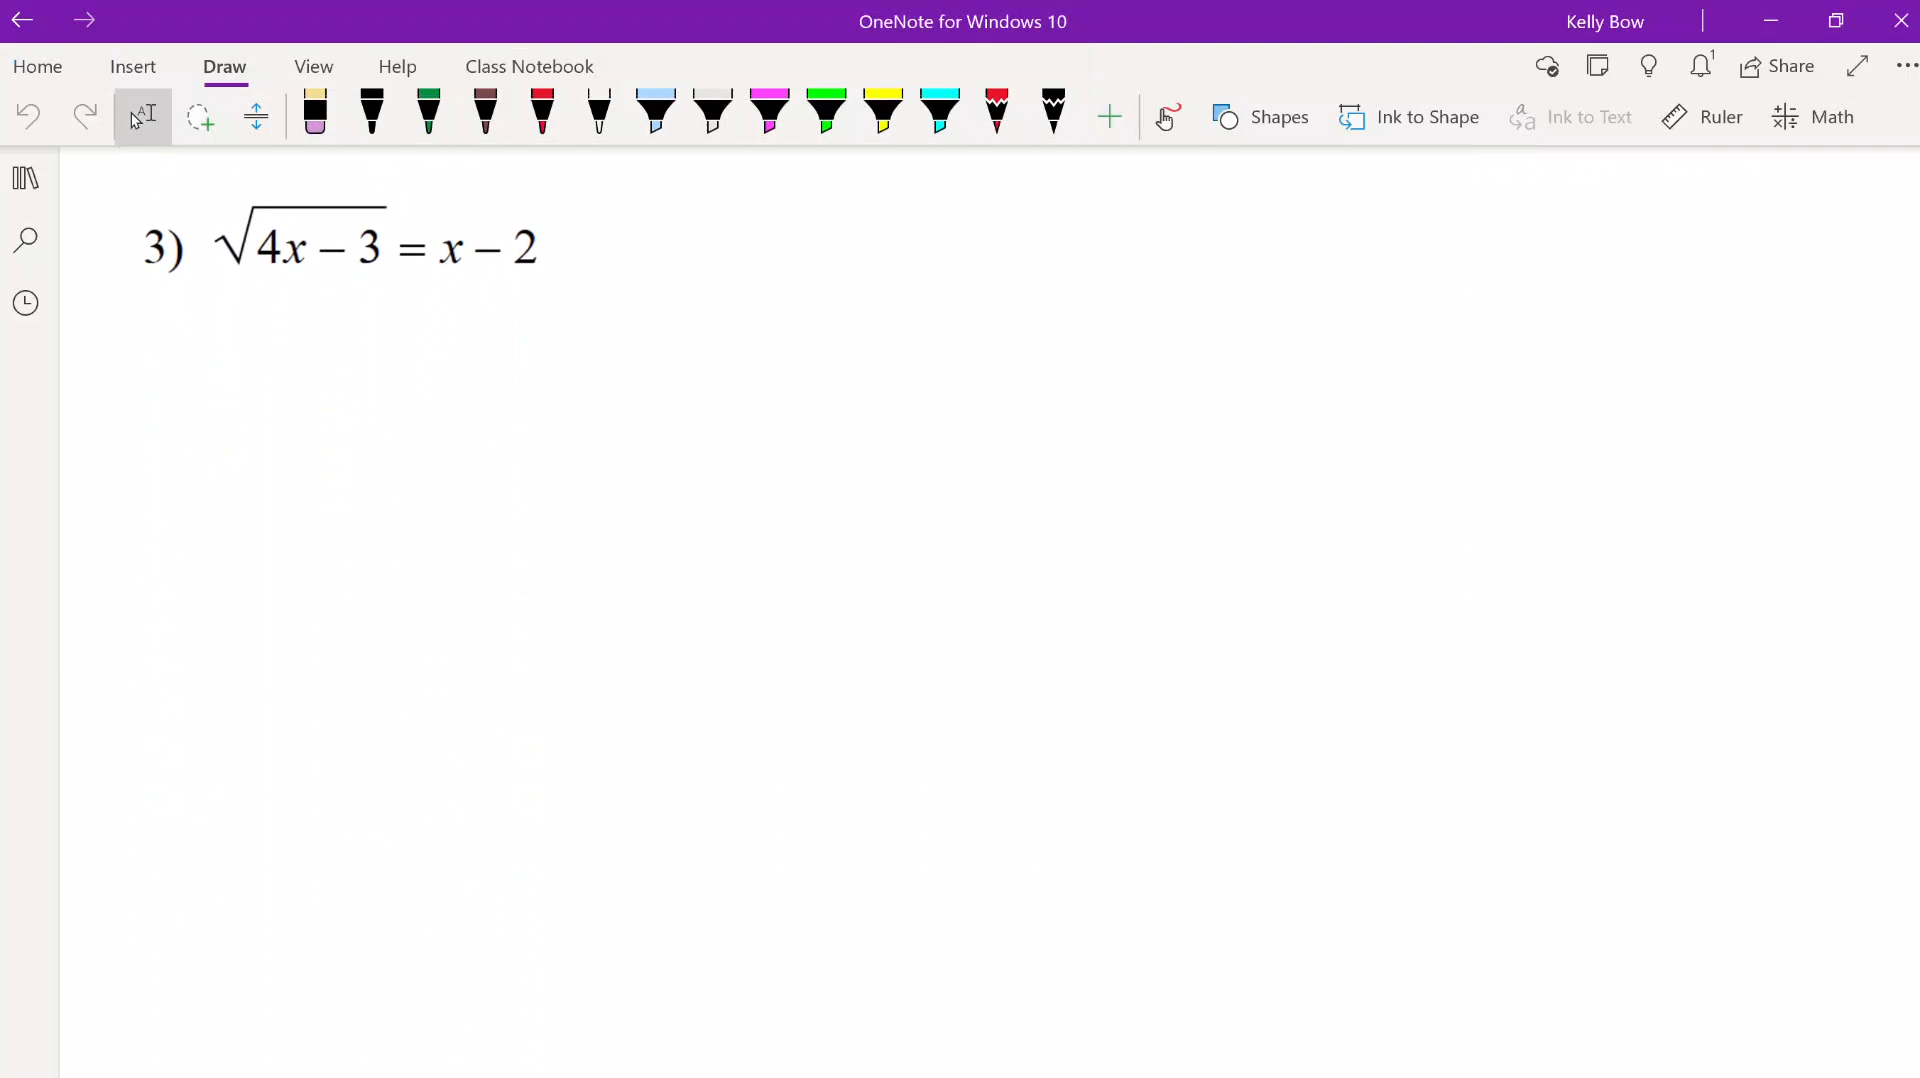 OneNote for Windows 10
Kelly Bow
Home Insert Draw View Help Class Notebook
1 Share
Shapes Ink to Shape Ink to Text Ruler Math
3) √4x − 3 = x − 2